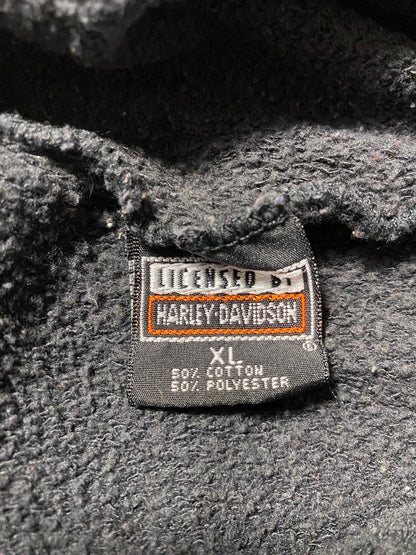 LICENSED BY
HARLEY-DAVIDSON
®
XL
50% COTTON
50% POLYESTER